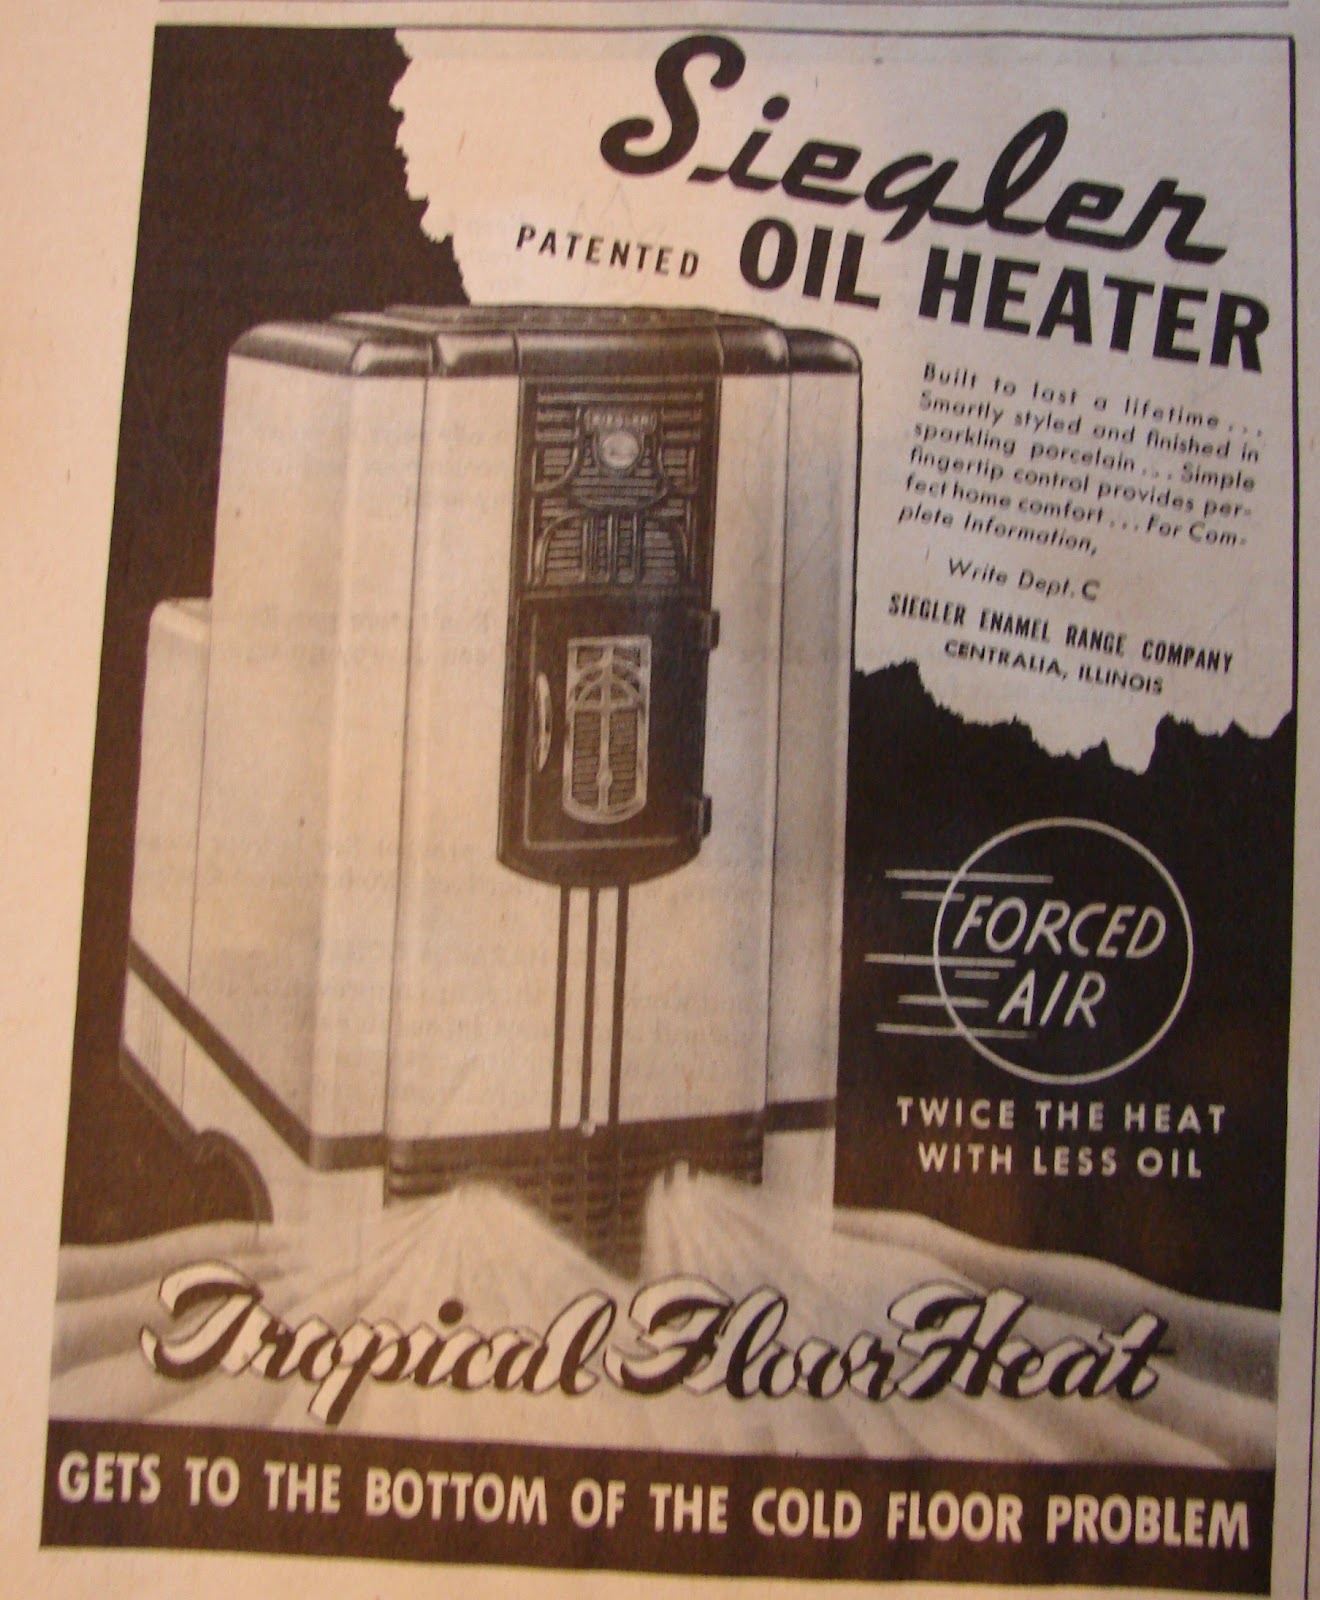 Siegler
PATENTED OIL HEATER
Built to last a lifetime...
Smartly styled and finished in
sparkling porcelain... Simple
fingertip control provides per-
fect home comfort... For Com-
plete Information,
Write Dept. C
SIEGLER ENAMEL RANGE COMPANY
CENTRALIA, ILLINOIS
SIEGLER
FORCED
AIR
TWICE THE HEAT
WITH LESS OIL
Tropical Floor Heat
GETS TO THE BOTTOM OF THE COLD FLOOR PROBLEM